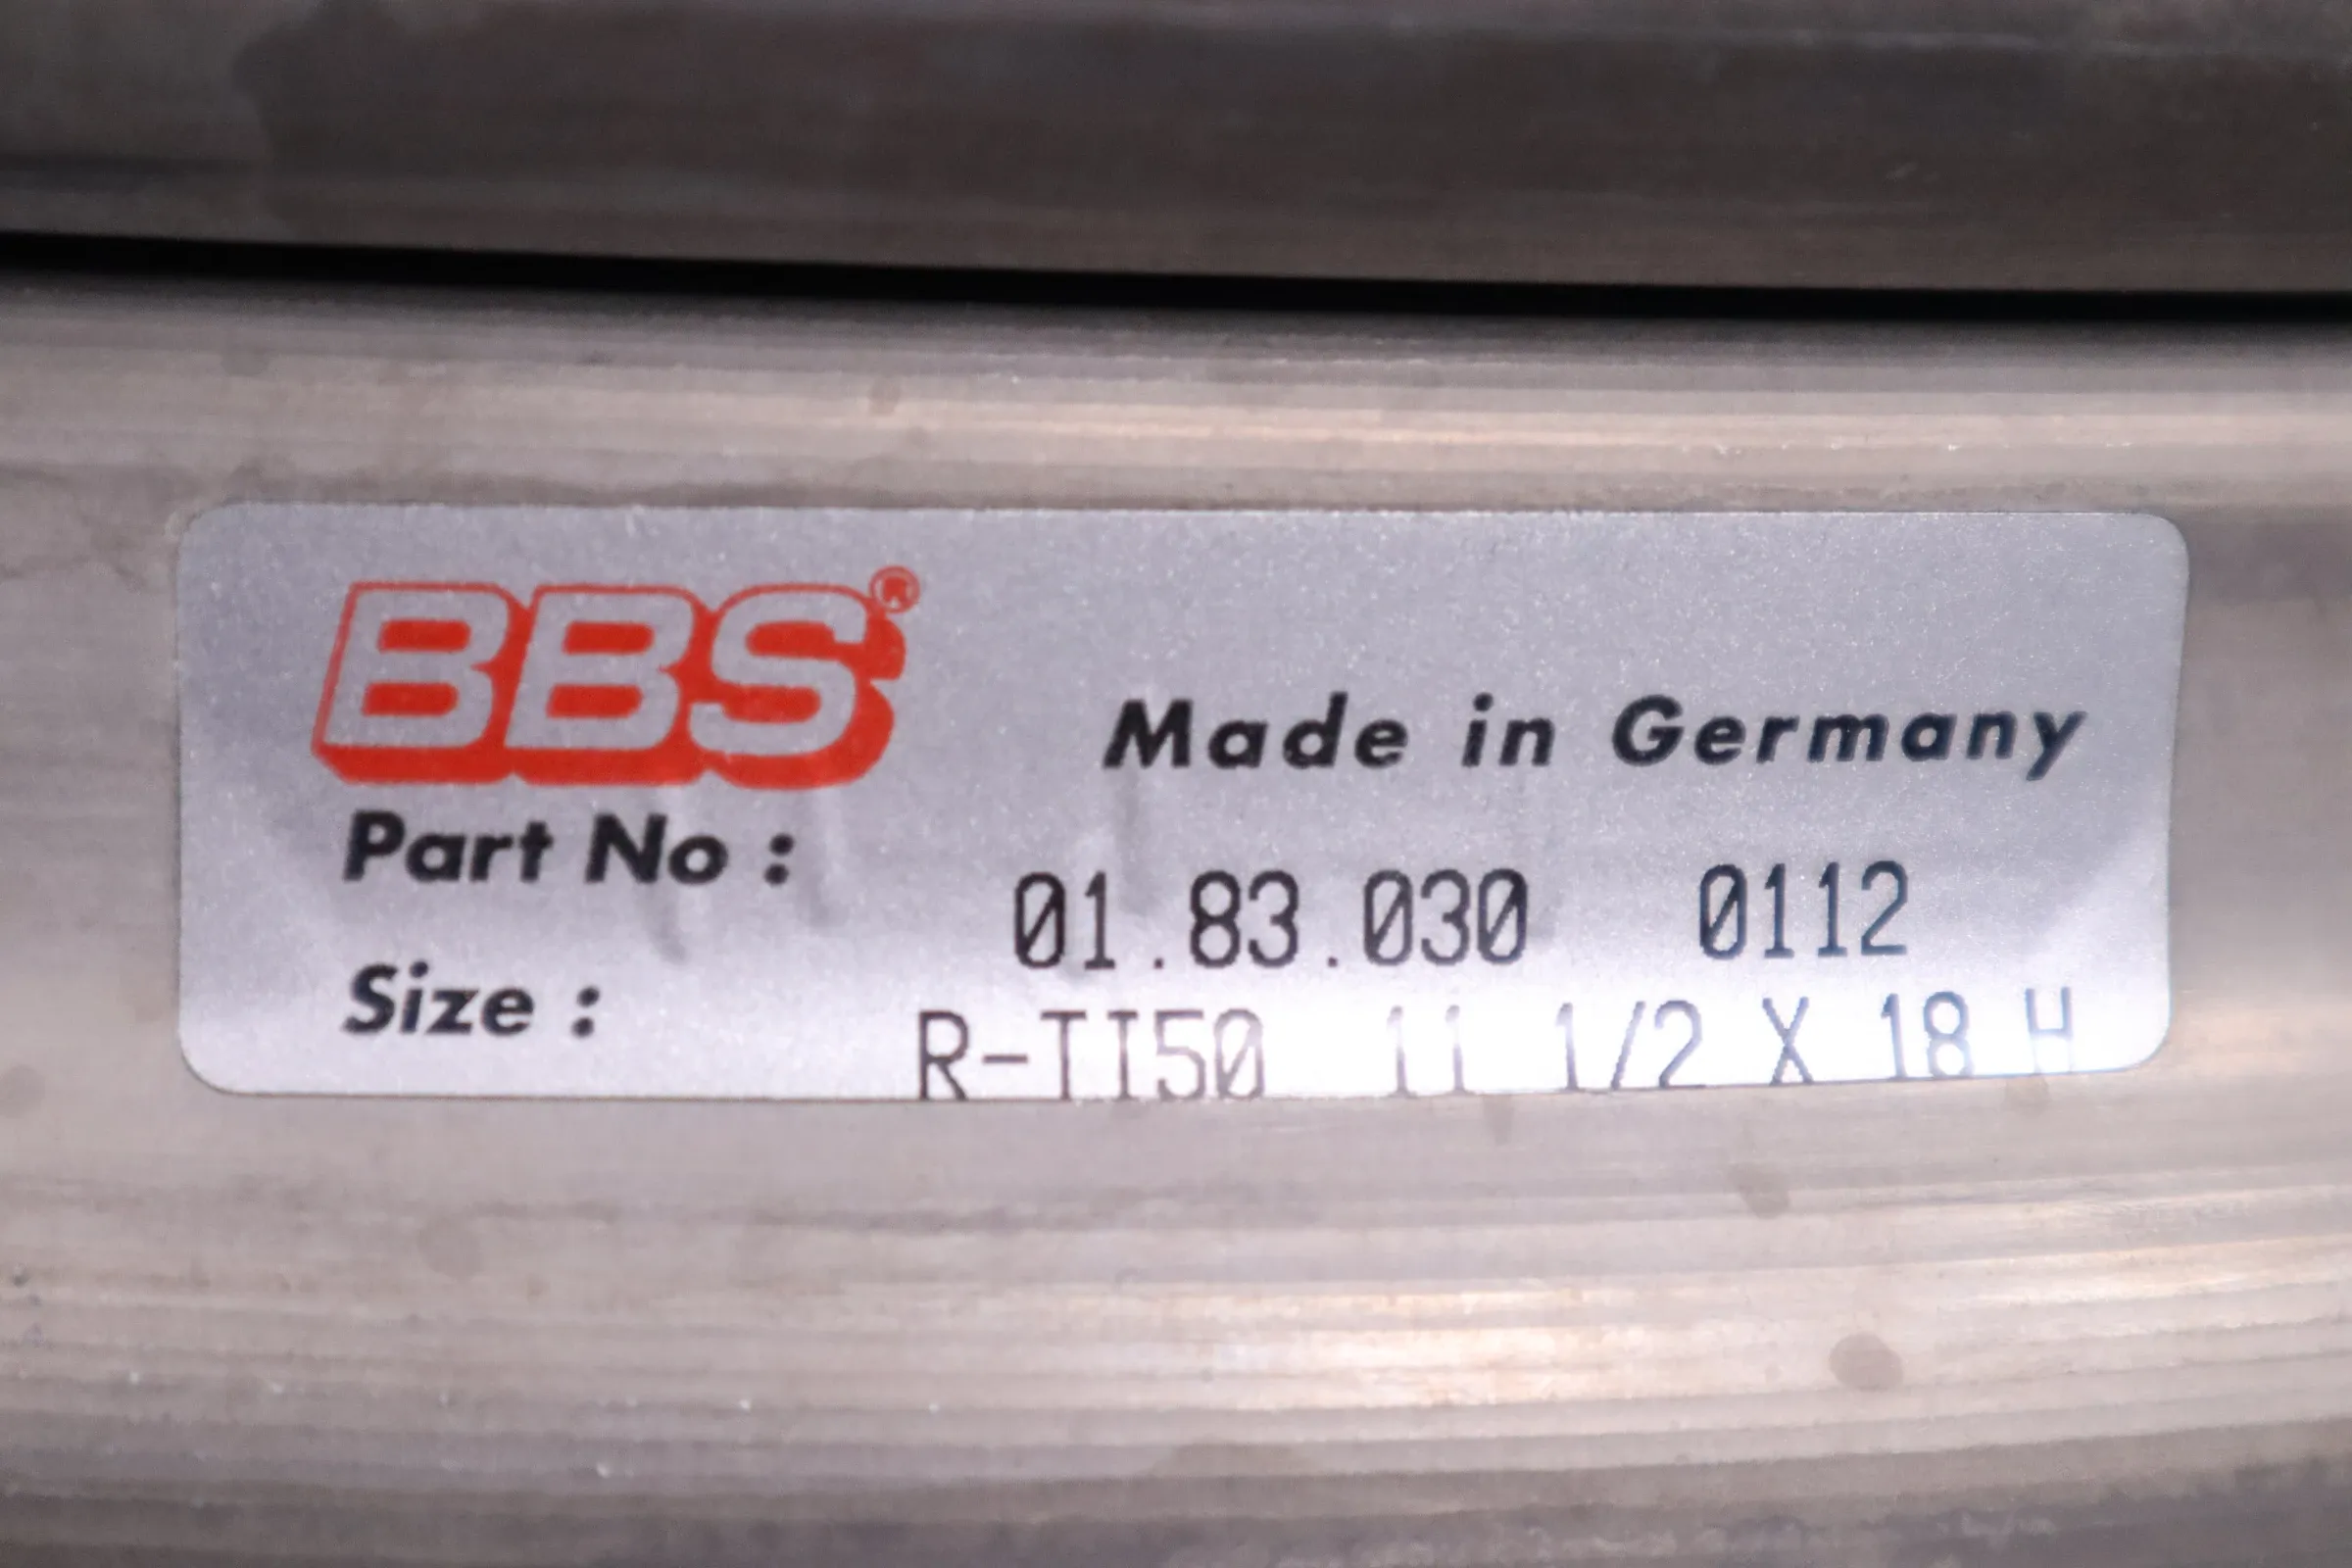 BBS®
Made in Germany
Part No : 01.83.030 0112
Size : R-TI50 11 1/2 X 18 H